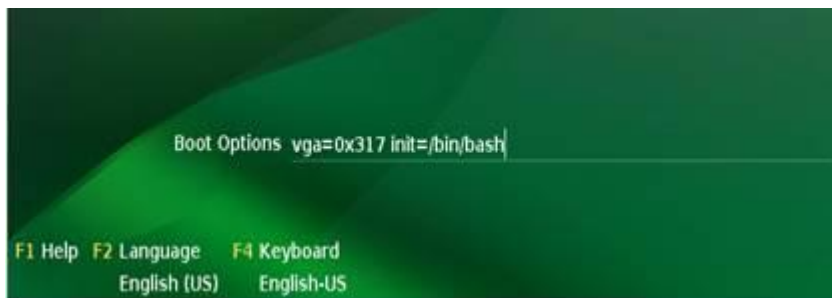 Boot Options vga=0x317 init=/bin/bash
F1 Help F2 Language F4 Keyboard
English (US) English-US